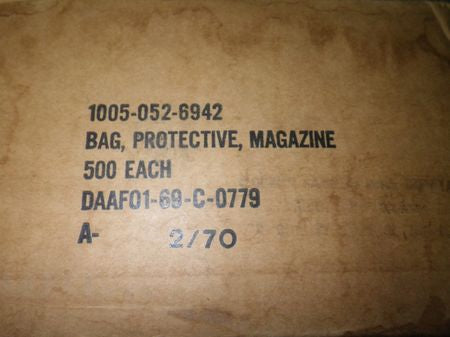 1005-052-6942
BAG, PROTECTIVE, MAGAZINE
500 EACH
DAAF01-69-C-0779
A- 2/70